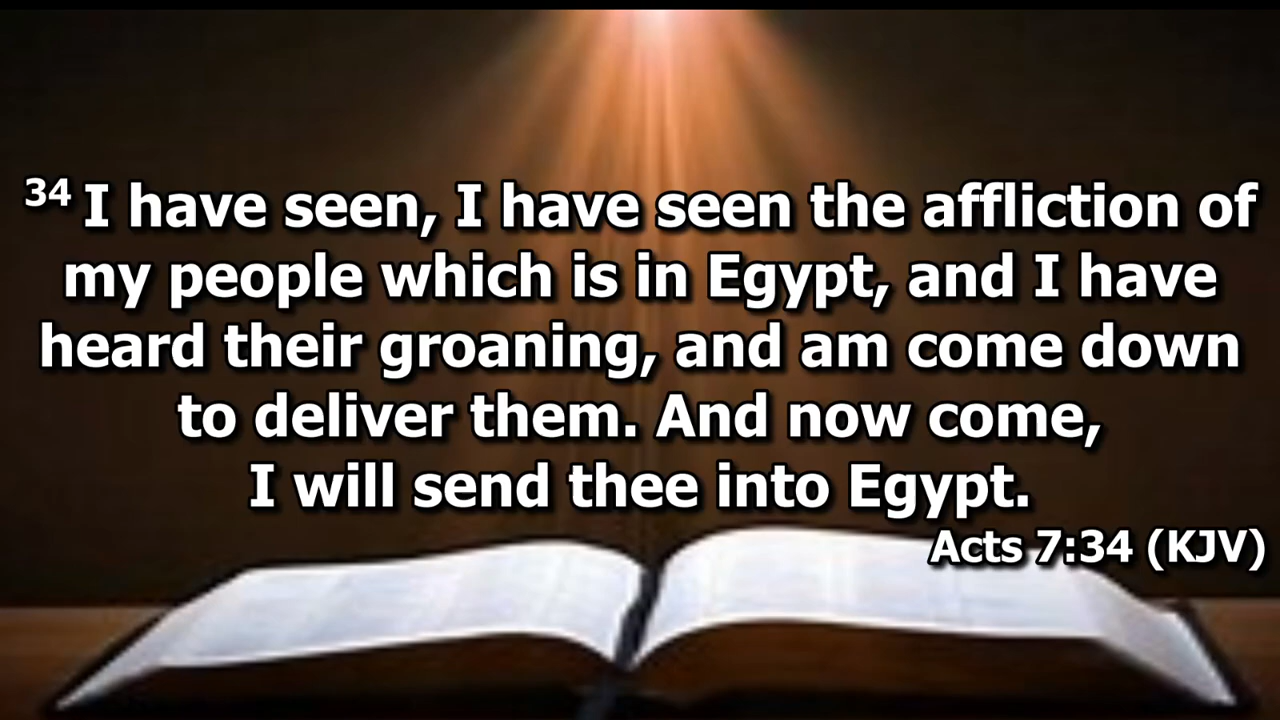 34 I have seen, I have seen the affliction of
my people which is in Egypt, and I have
heard their groaning, and am come down
to deliver them. And now come,
I will send thee into Egypt.
Acts 7:34 (KJV)